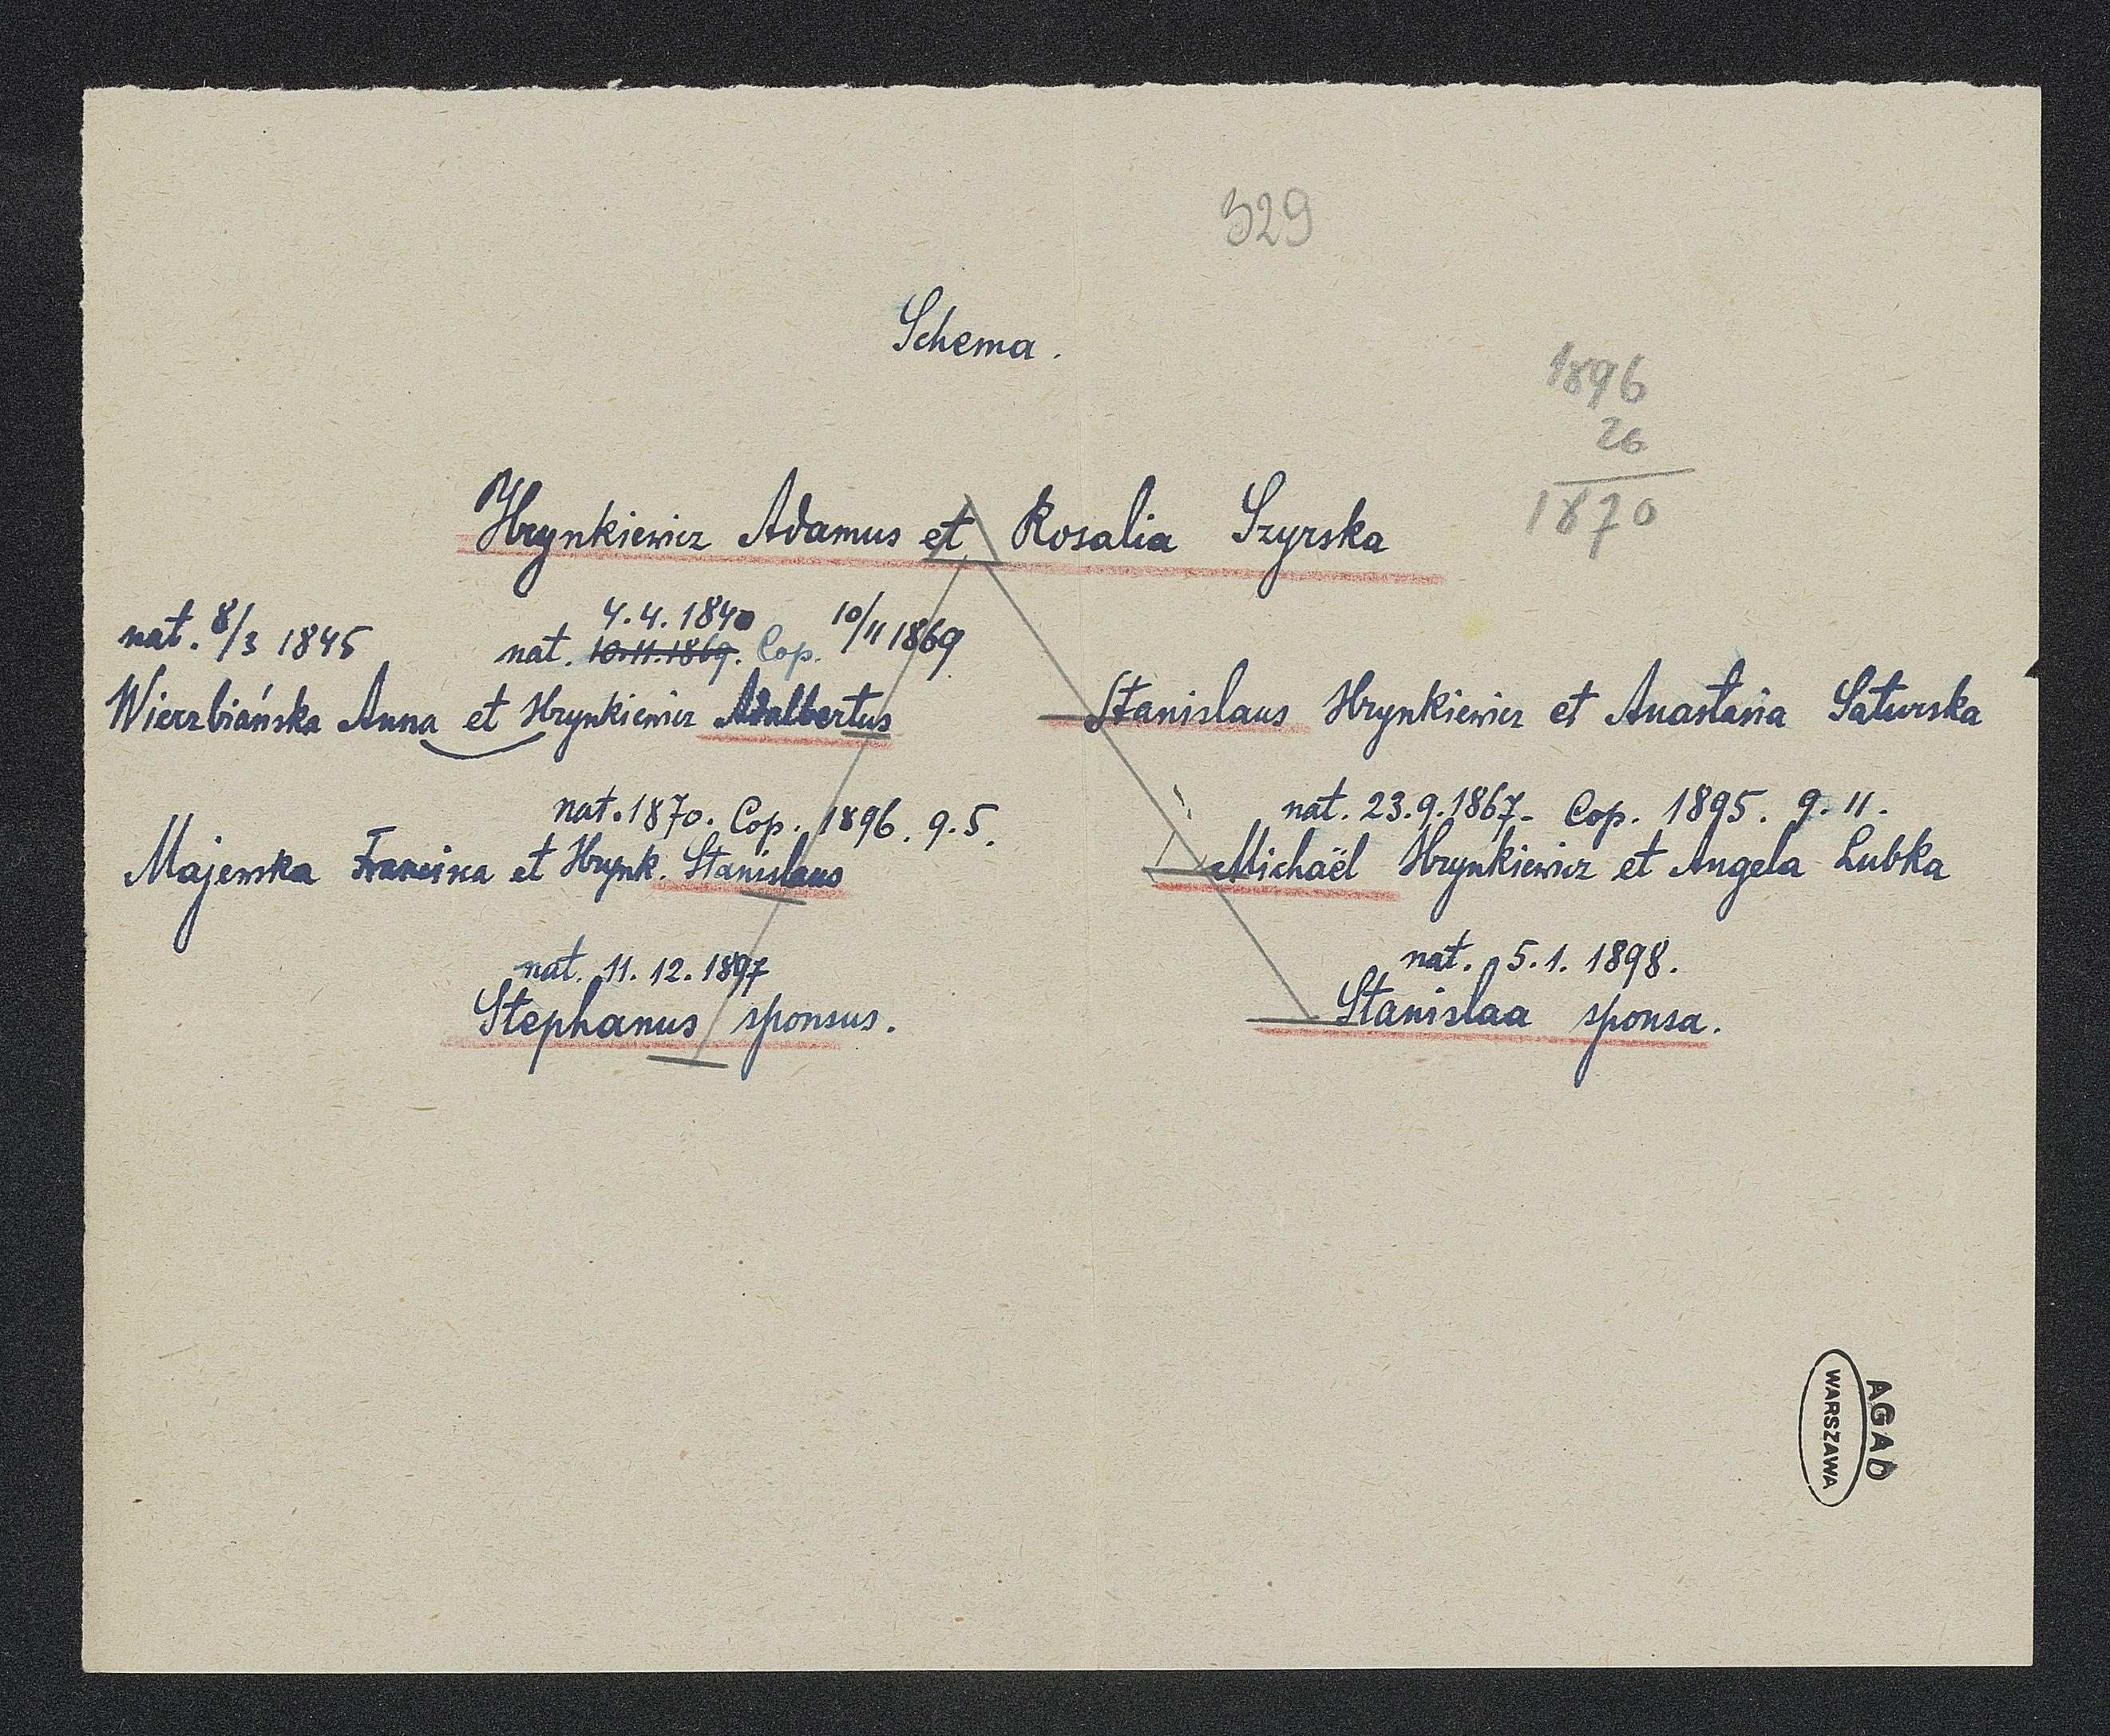 329
Schema.
1896
26
1870
Hrynkiewicz Adamus et Rosalia Szyrska
nat. 8/3 1845
4.4.1840
nat. 10.11.1869. Cop. 10/11 1869
Wierzbiańska Anna et Hrynkiewicz Adalbertus
Stanislaus Hrynkiewicz et Anastasia Saturska
nat. 1870. Cop. 1896. 9.5.
Majewska Francisca et Hrynk. Stanislaus
nat. 23.9.1867. Cop. 1895. 9.11.
Michaël Hrynkiewicz et Angela Lubka
nat. 11.12.1897
Stephanus sponsus.
nat. 5.1.1898.
Stanislaa sponsa.
AGAD
WARSZAWA